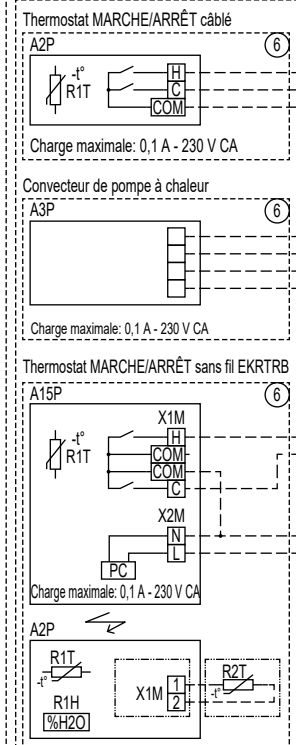 Thermostat MARCHE/ARRÊT câblé
A2P
6
-t°
R1T
H
C
COM
Charge maximale: 0,1 A - 230 V CA
Convecteur de pompe à chaleur
A3P
6
Charge maximale: 0,1 A - 230 V CA
Thermostat MARCHE/ARRÊT sans fil EKRTRB
A15P
6
X1M
-t°
R1T
H
COM
COM
C
X2M
N
L
PC
Charge maximale: 0,1 A - 230 V CA
A2P
R1T
-t°
R2T
-t°
X1M
1
2
R1H
%H2O